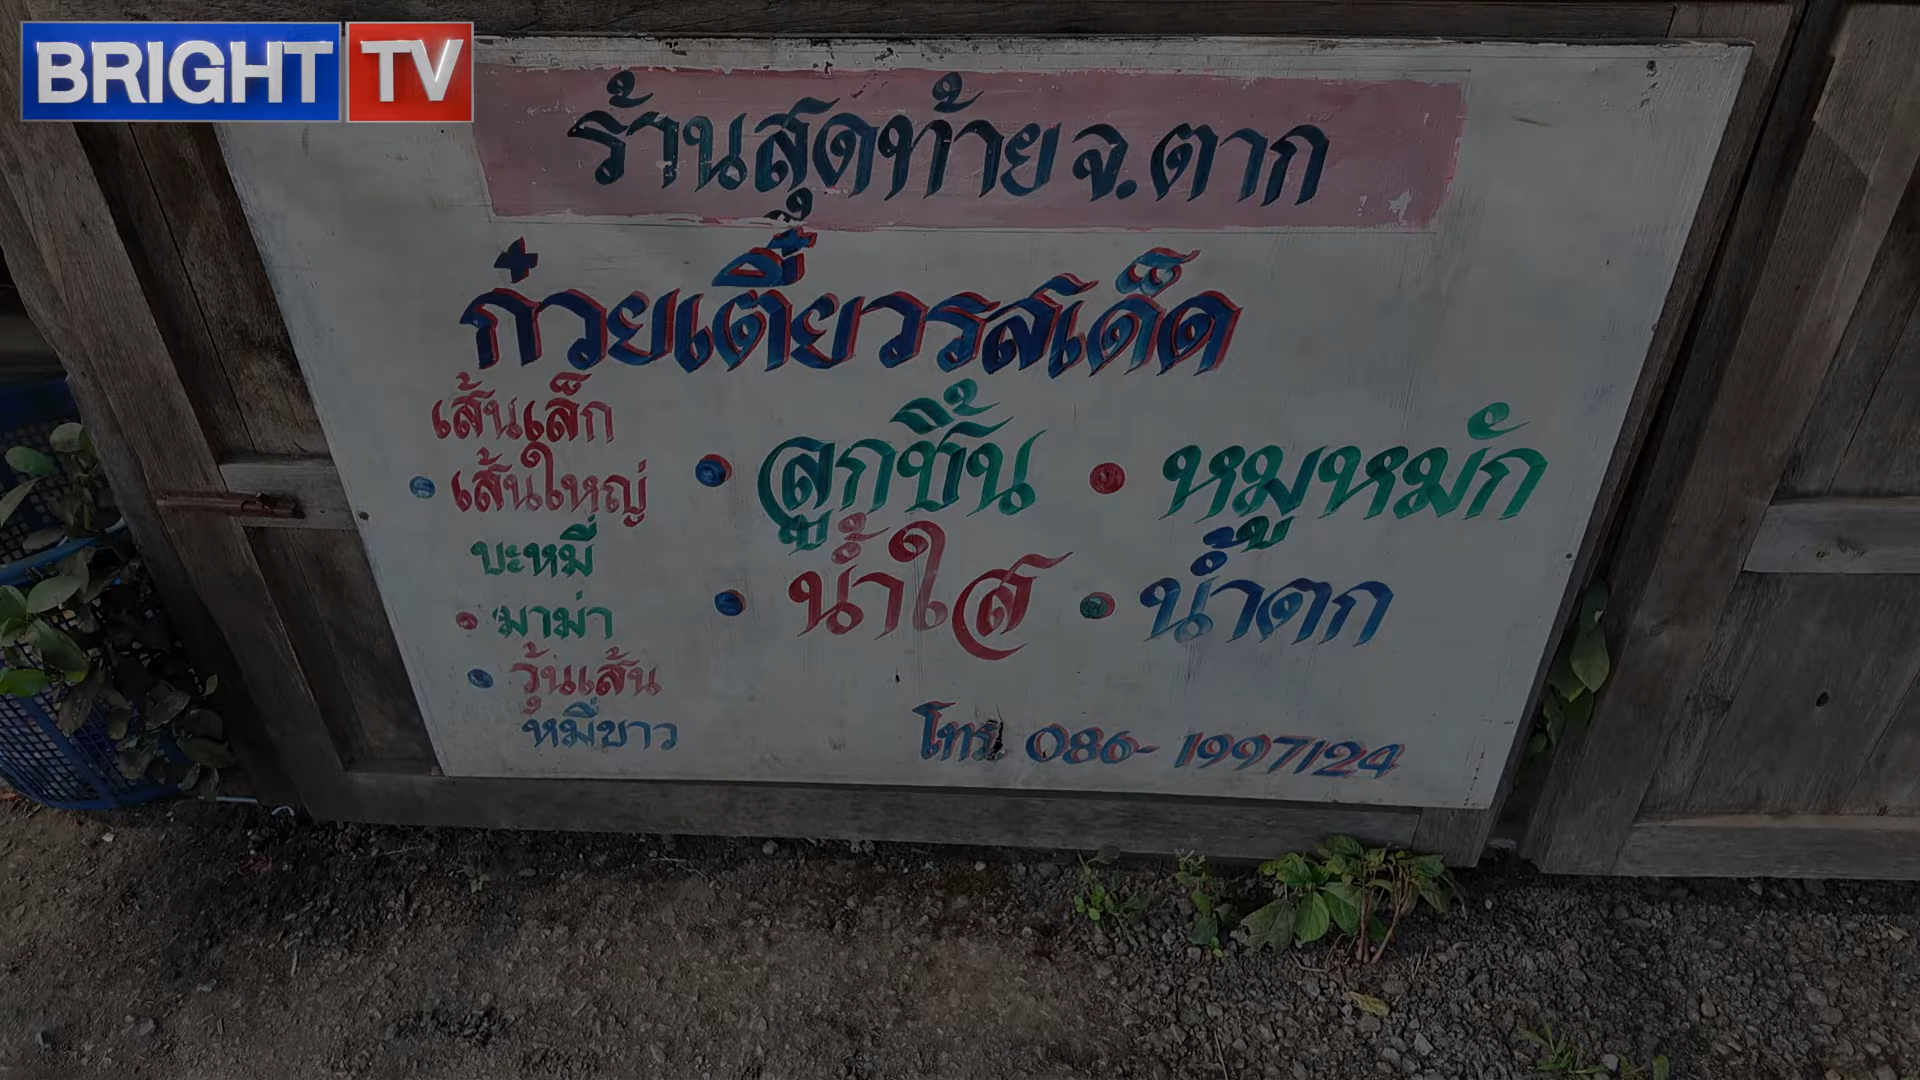 BRIGHT TV
ร้านสุดท้ายจ.ตาก
ก๋วยเตี๋ยวรสเด็ด
เส้นเล็ก
• เส้นใหญ่
บะหมี่
• มาม่า
• วุ้นเส้น
หมี่ขาว
• ลูกชิ้น • หมูหมัก
• น้ำใส • น้ำตก
โทร. 086-1997124